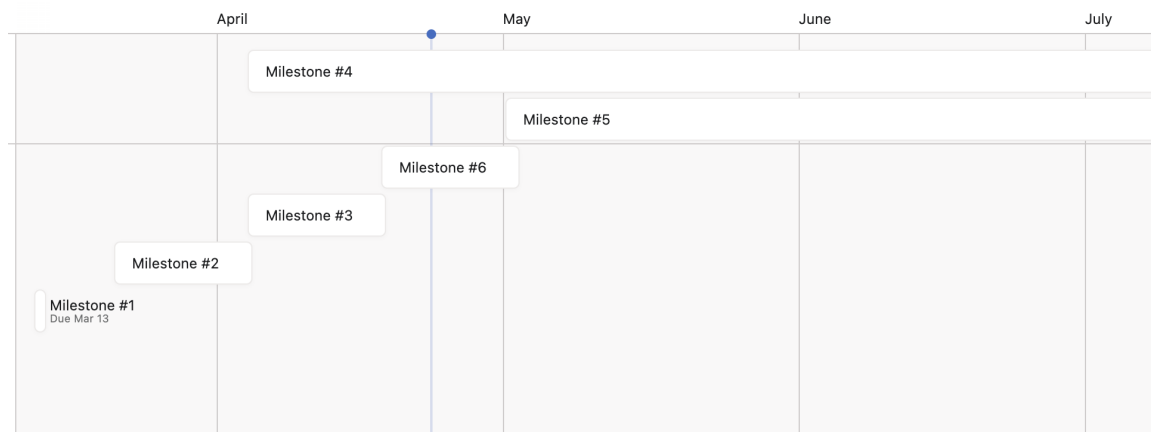 April
May
June
July
Milestone #4
Milestone #5
Milestone #6
Milestone #3
Milestone #2
Milestone #1
Due Mar 13